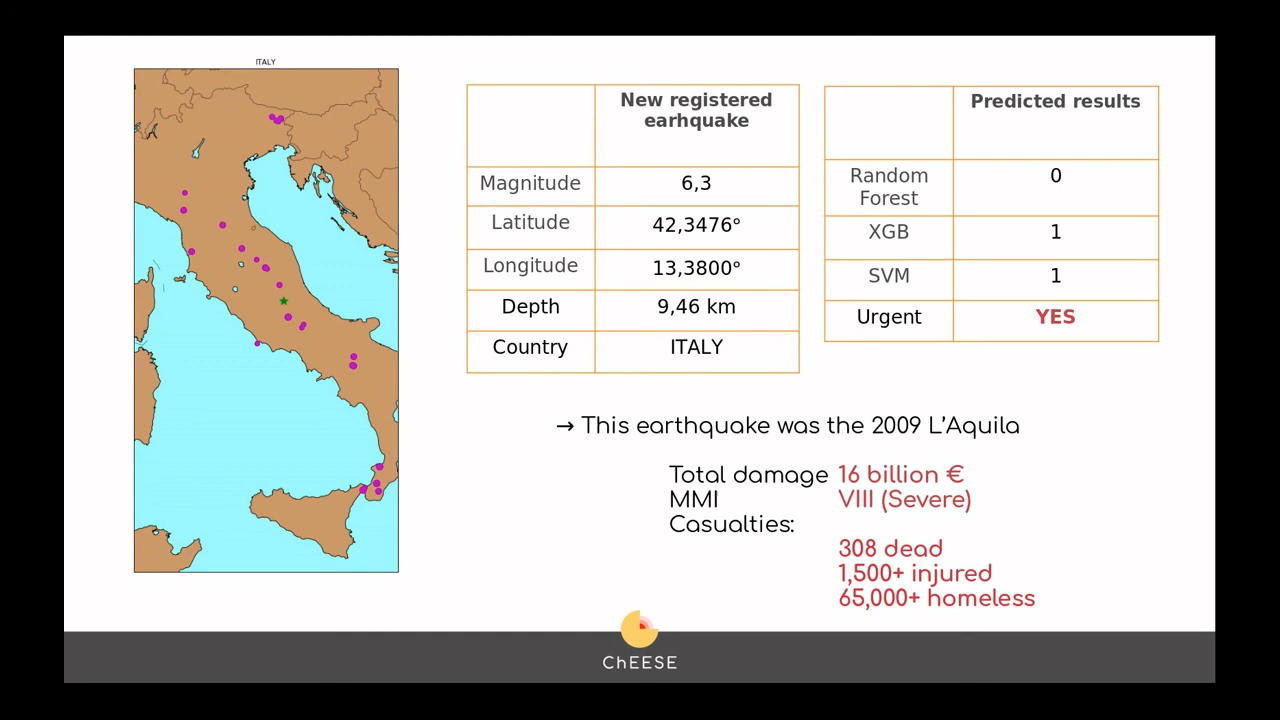 ITALY
New registered
earhquake
Magnitude 6,3
Latitude 42,3476º
Longitude 13,3800º
Depth 9,46 km
Country ITALY
Predicted results
Random
Forest
0
XGB 1
SVM 1
Urgent YES
→ This earthquake was the 2009 L’Aquila
Total damage 16 billion €
MMI VIII (Severe)
Casualties:
308 dead
1,500+ injured
65,000+ homeless
ChEESE